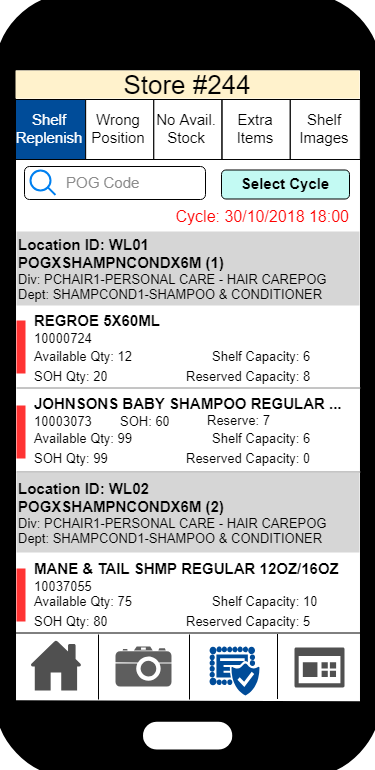 Store #244
Shelf Replenish
Wrong Position
No Avail. Stock
Extra Items
Shelf Images
POG Code
Select Cycle
Cycle: 30/10/2018 18:00
Location ID: WL01
POGXSHAMPNCONDX6M (1)
Div: PCHAIR1-PERSONAL CARE - HAIR CAREPOG
Dept: SHAMPCOND1-SHAMPOO & CONDITIONER
REGROE 5X60ML
10000724
Available Qty: 12 Shelf Capacity: 6
SOH Qty: 20 Reserved Capacity: 8
JOHNSONS BABY SHAMPOO REGULAR ...
10003073 SOH: 60 Reserve: 7
Available Qty: 99 Shelf Capacity: 6
SOH Qty: 99 Reserved Capacity: 0
Location ID: WL02
POGXSHAMPNCONDX6M (2)
Div: PCHAIR1-PERSONAL CARE - HAIR CAREPOG
Dept: SHAMPCOND1-SHAMPOO & CONDITIONER
MANE & TAIL SHMP REGULAR 12OZ/16OZ
10037055
Available Qty: 75 Shelf Capacity: 10
SOH Qty: 80 Reserved Capacity: 5